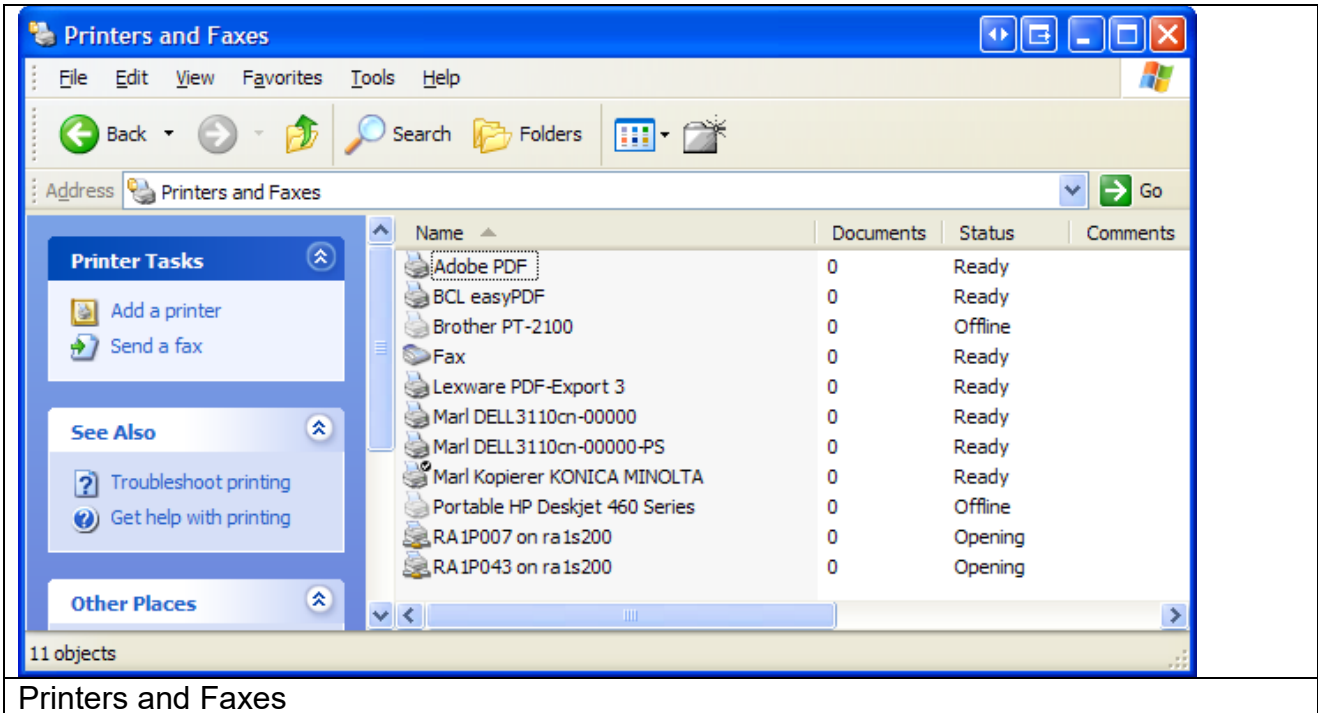 Printers and Faxes
File Edit View Favorites Tools Help
Back Search Folders
Address Printers and Faxes Go
Printer Tasks
Add a printer
Send a fax
See Also
Troubleshoot printing
Get help with printing
Other Places
Name Documents Status Comments
Adobe PDF 0 Ready
BCL easyPDF 0 Ready
Brother PT-2100 0 Offline
Fax 0 Ready
Lexware PDF-Export 3 0 Ready
Marl DELL3110cn-00000 0 Ready
Marl DELL3110cn-00000-PS 0 Ready
Marl Kopierer KONICA MINOLTA 0 Ready
Portable HP Deskjet 460 Series 0 Offline
RA1P007 on ra1s200 0 Opening
RA1P043 on ra1s200 0 Opening
11 objects
Printers and Faxes